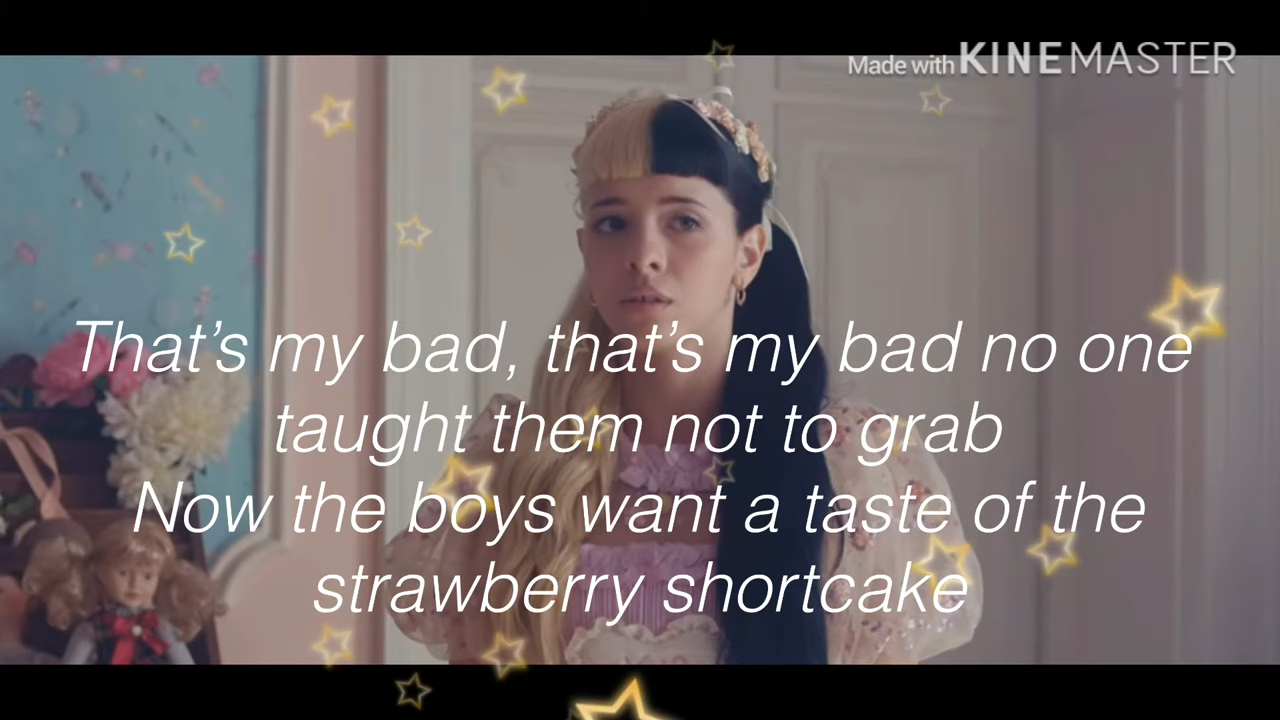 Made with KINEMASTER
That's my bad, that's my bad no one
taught them not to grab
Now the boys want a taste of the
strawberry shortcake